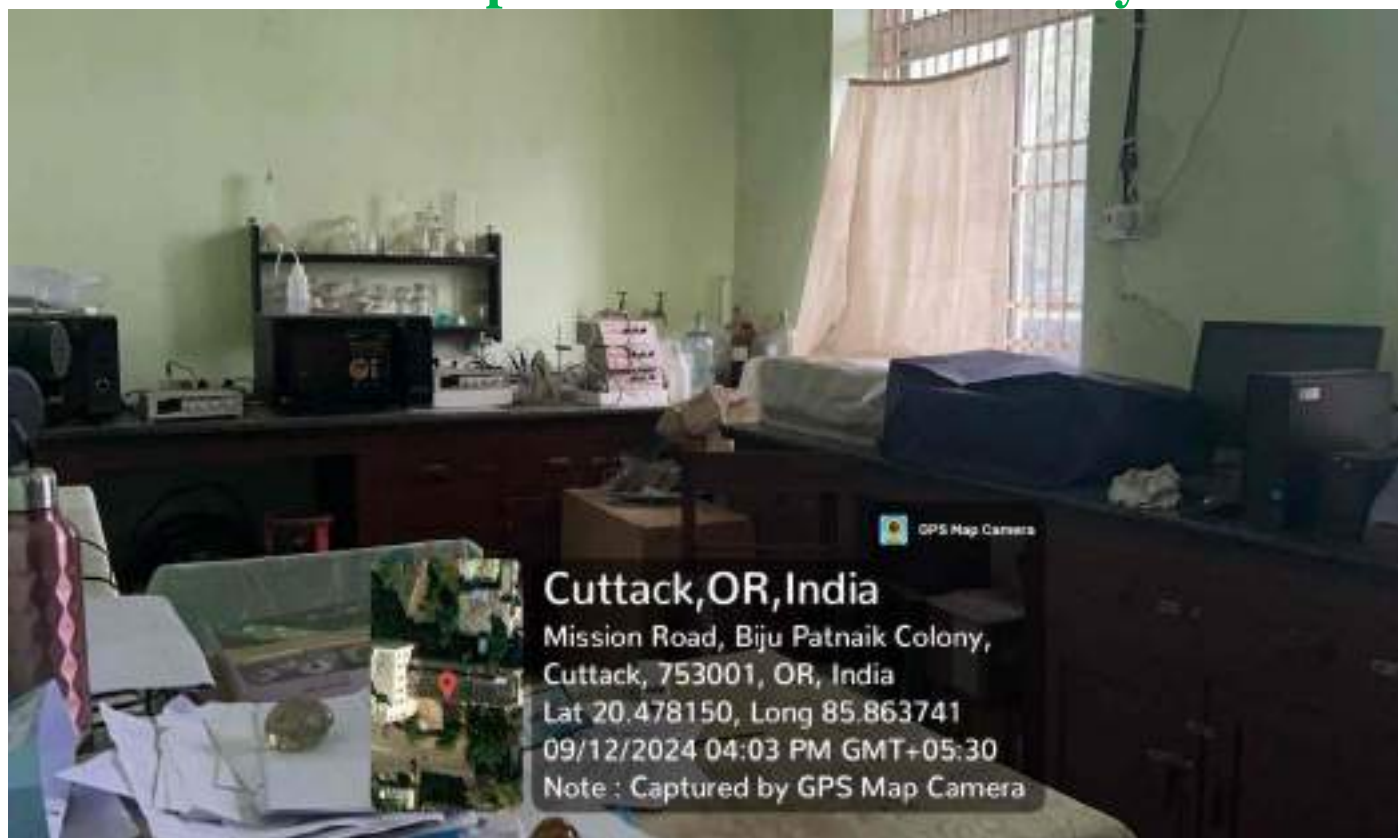 GPS Map Camera
Cuttack,OR,India
Mission Road, Biju Patnaik Colony,
Cuttack, 753001, OR, India
Lat 20.478150, Long 85.863741
09/12/2024 04:03 PM GMT+05:30
Note : Captured by GPS Map Camera